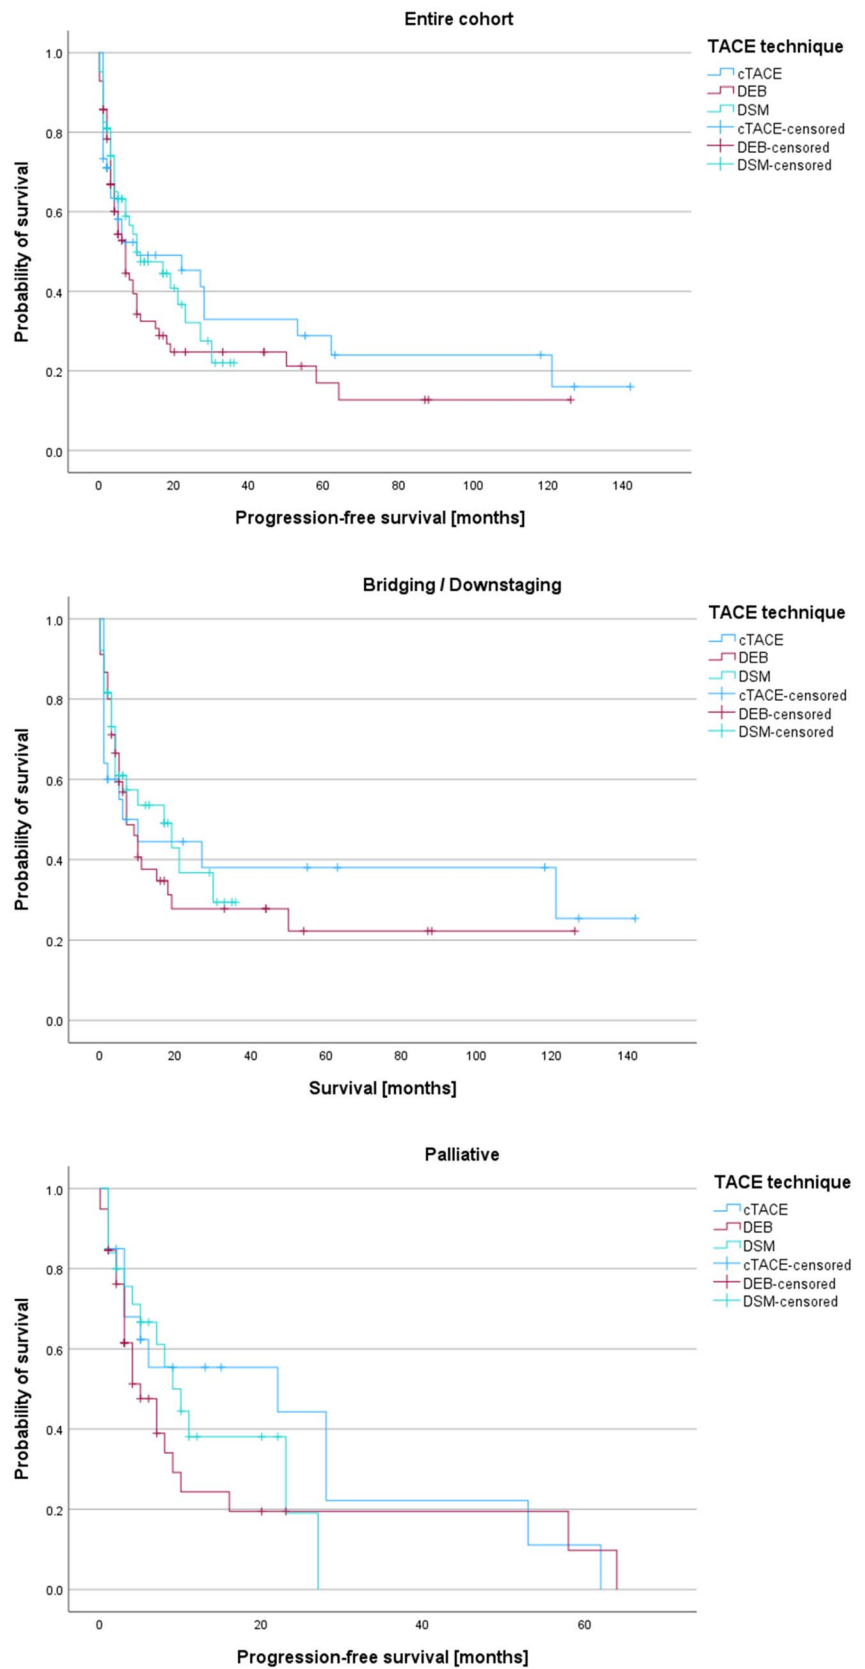 Entire cohort
TACE technique
cTACE
DEB
DSM
cTACE-censored
DEB-censored
DSM-censored
Probability of survival
1.0
0.8
0.6
0.4
0.2
0.0
0 20 40 60 80 100 120 140
Progression-free survival [months]
Bridging / Downstaging
TACE technique
cTACE
DEB
DSM
cTACE-censored
DEB-censored
DSM-censored
Probability of survival
1.0
0.8
0.6
0.4
0.2
0.0
0 20 40 60 80 100 120 140
Survival [months]
Palliative
TACE technique
cTACE
DEB
DSM
cTACE-censored
DEB-censored
DSM-censored
Probability of survival
1.0
0.8
0.6
0.4
0.2
0.0
0 20 40 60
Progression-free survival [months]